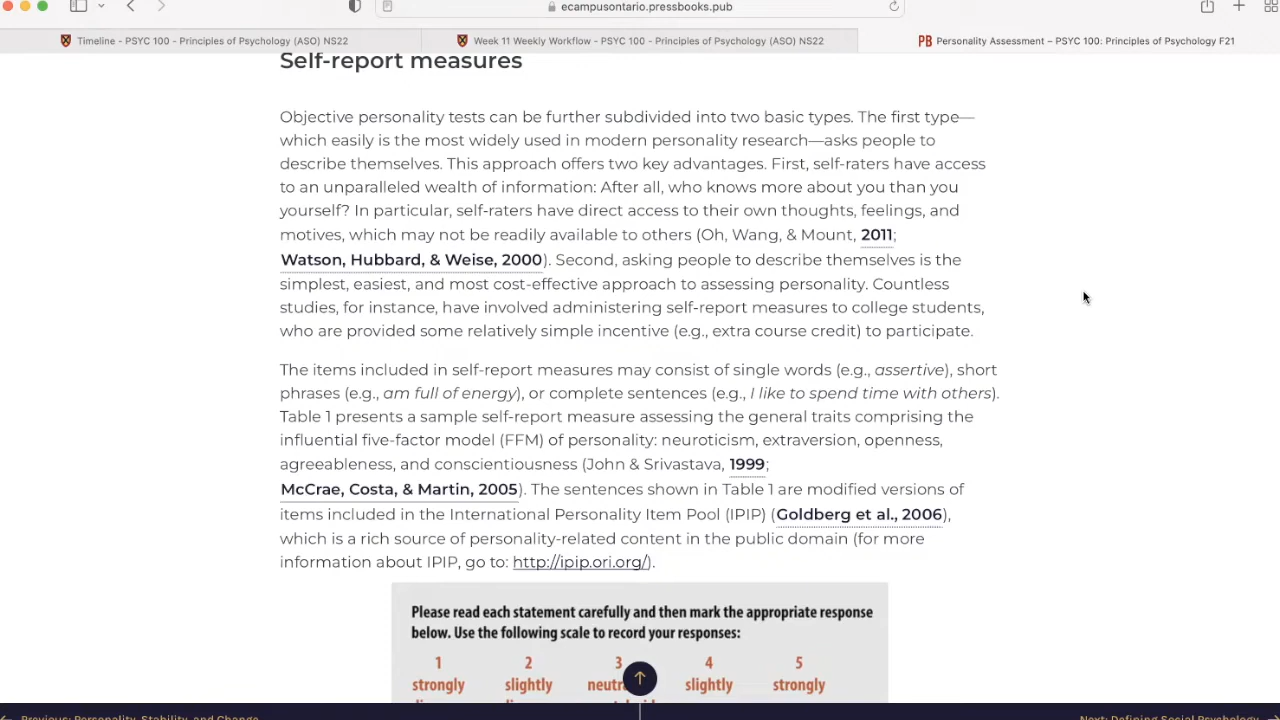 ecampusontario.pressbooks.pub
Timeline - PSYC 100 - Principles of Psychology (ASO) NS22
Week 11 Weekly Workflow - PSYC 100 - Principles of Psychology (ASO) NS22
PB Personality Assessment – PSYC 100: Principles of Psychology F21
Self-report measures
Objective personality tests can be further subdivided into two basic types. The first type—
which easily is the most widely used in modern personality research—asks people to
describe themselves. This approach offers two key advantages. First, self-raters have access
to an unparalleled wealth of information: After all, who knows more about you than you
yourself? In particular, self-raters have direct access to their own thoughts, feelings, and
motives, which may not be readily available to others (Oh, Wang, & Mount, 2011;
Watson, Hubbard, & Weise, 2000). Second, asking people to describe themselves is the
simplest, easiest, and most cost-effective approach to assessing personality. Countless
studies, for instance, have involved administering self-report measures to college students,
who are provided some relatively simple incentive (e.g., extra course credit) to participate.
The items included in self-report measures may consist of single words (e.g., assertive), short
phrases (e.g., am full of energy), or complete sentences (e.g., I like to spend time with others).
Table 1 presents a sample self-report measure assessing the general traits comprising the
influential five-factor model (FFM) of personality: neuroticism, extraversion, openness,
agreeableness, and conscientiousness (John & Srivastava, 1999;
McCrae, Costa, & Martin, 2005). The sentences shown in Table 1 are modified versions of
items included in the International Personality Item Pool (IPIP) (Goldberg et al., 2006),
which is a rich source of personality-related content in the public domain (for more
information about IPIP, go to: http://ipip.ori.org/).
Please read each statement carefully and then mark the appropriate response
below. Use the following scale to record your responses:
1 2 3 4 5
strongly slightly slightly strongly
← Previous: Personality, Stability, and Change
Next: Defining Social Psychology →